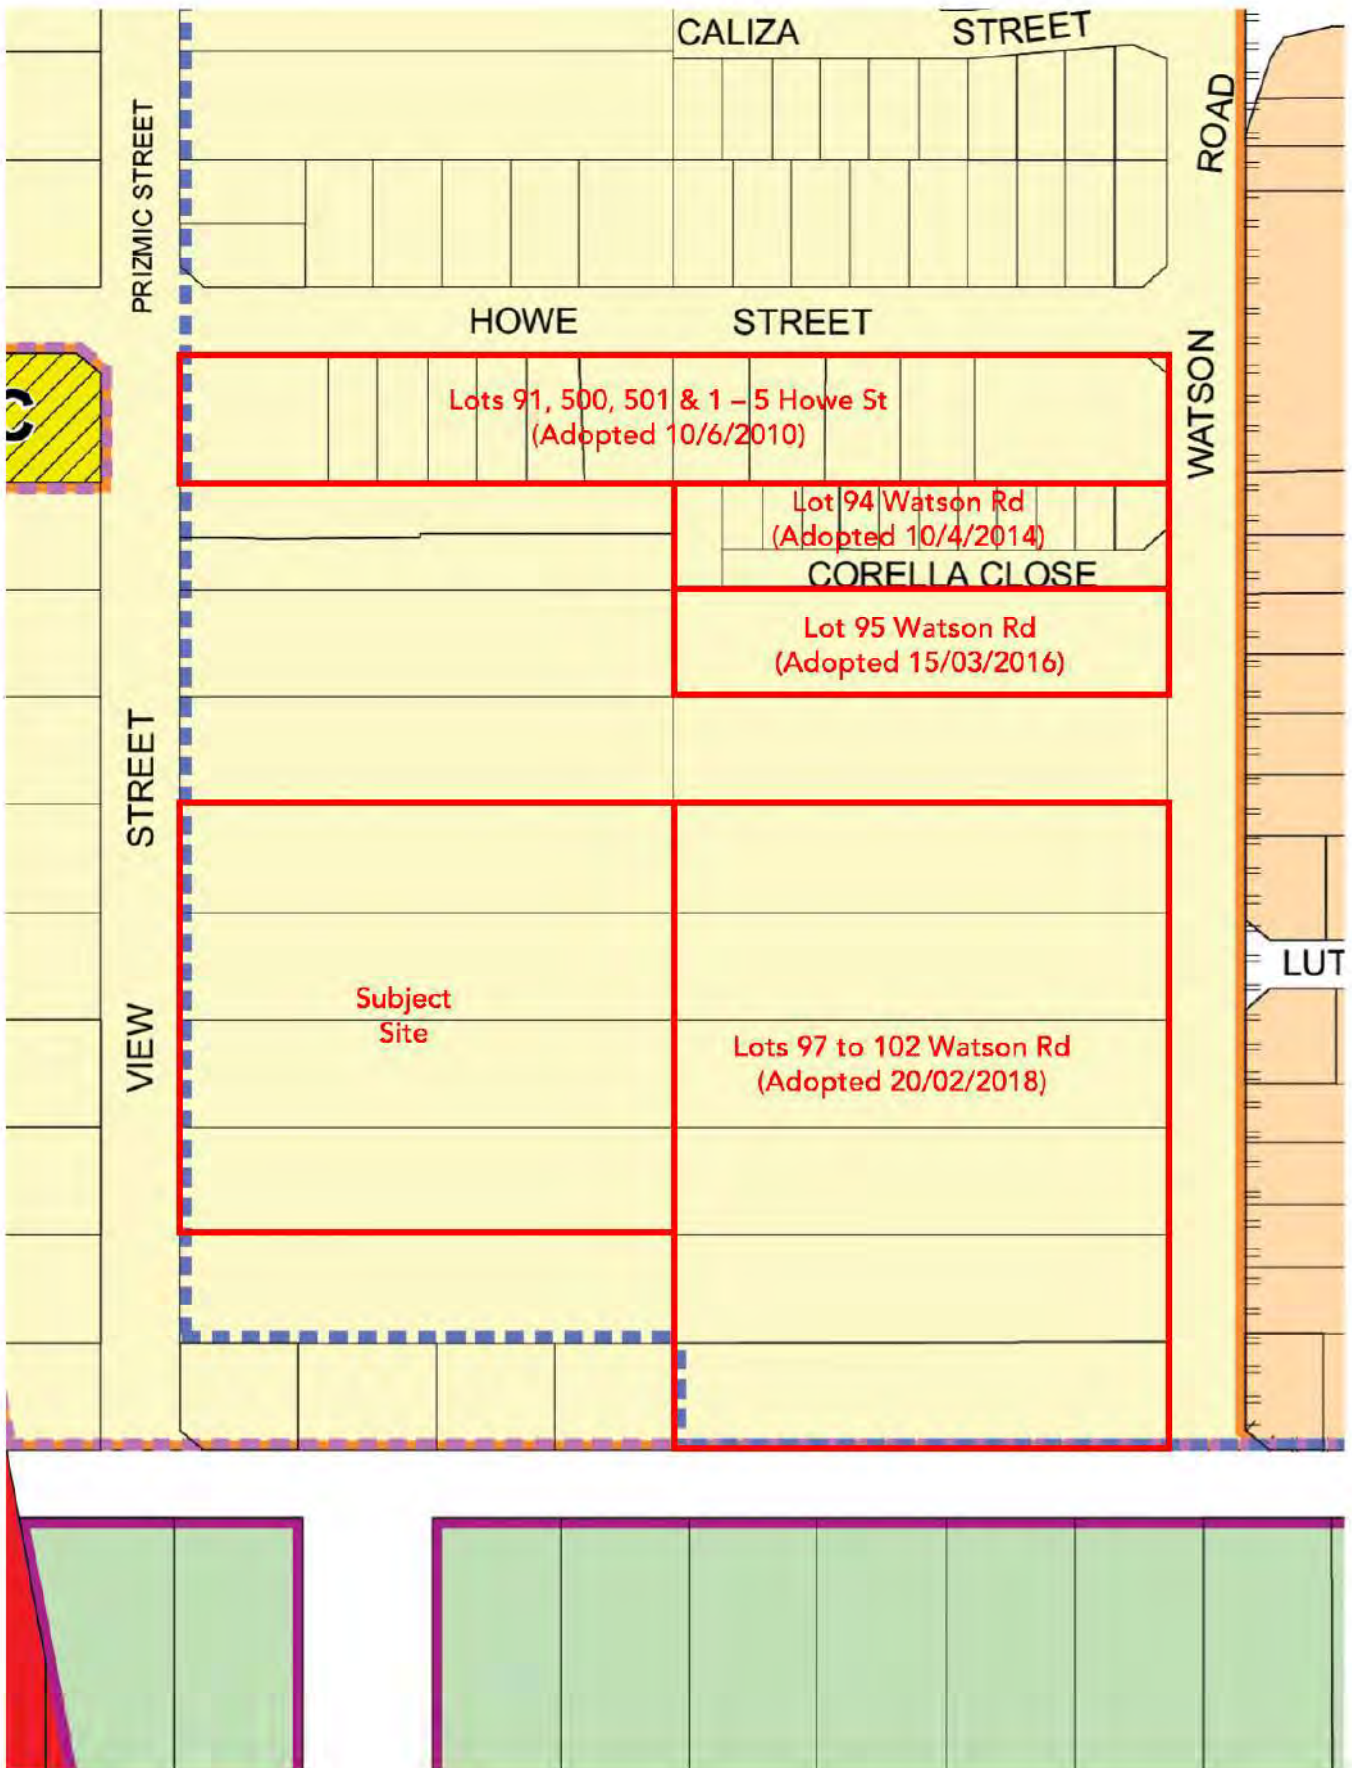 CALIZA STREET
ROAD
PRIZMIC STREET
HOWE STREET
C
Lots 91, 500, 501 & 1 – 5 Howe St
(Adopted 10/6/2010)
WATSON
Lot 94 Watson Rd
(Adopted 10/4/2014)
CORELLA CLOSE
Lot 95 Watson Rd
(Adopted 15/03/2016)
STREET
VIEW
Subject
Site
LUT
Lots 97 to 102 Watson Rd
(Adopted 20/02/2018)